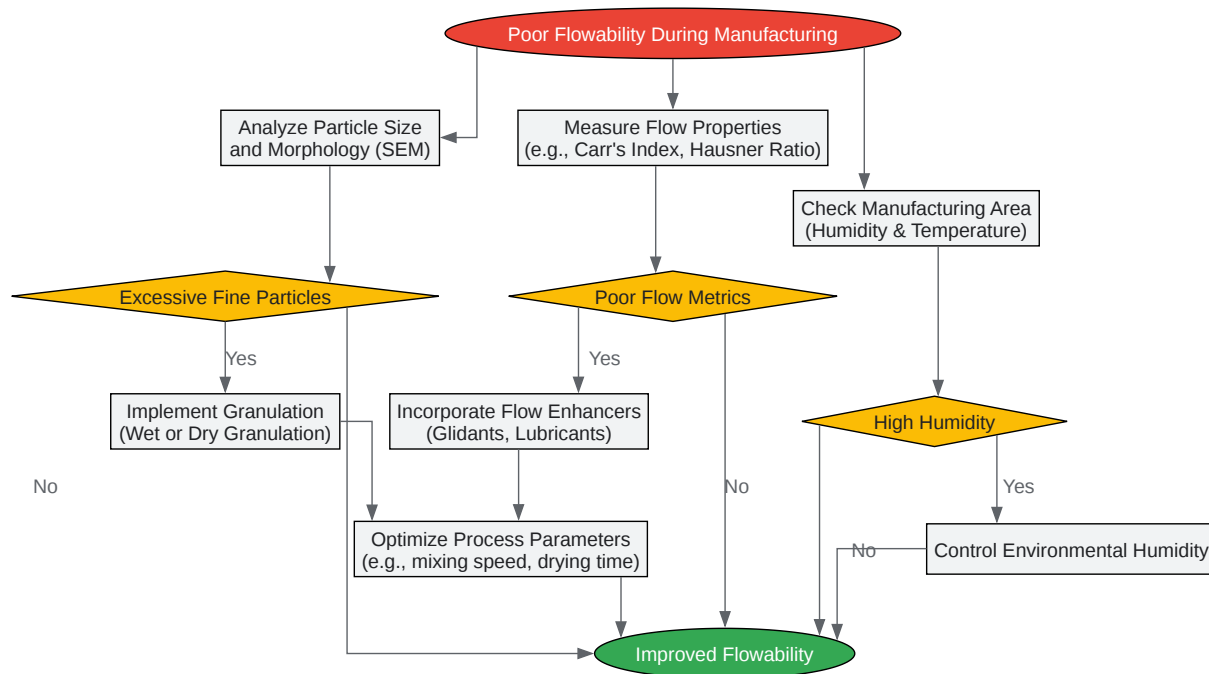 Poor Flowability During Manufacturing
Analyze Particle Size
and Morphology (SEM)
Measure Flow Properties
(e.g., Carr's Index, Hausner Ratio)
Check Manufacturing Area
(Humidity & Temperature)
Excessive Fine Particles
Poor Flow Metrics
Yes
Yes
Implement Granulation
(Wet or Dry Granulation)
Incorporate Flow Enhancers
(Glidants, Lubricants)
High Humidity
No
No
Yes
Optimize Process Parameters
(e.g., mixing speed, drying time)
No
Control Environmental Humidity
Improved Flowability